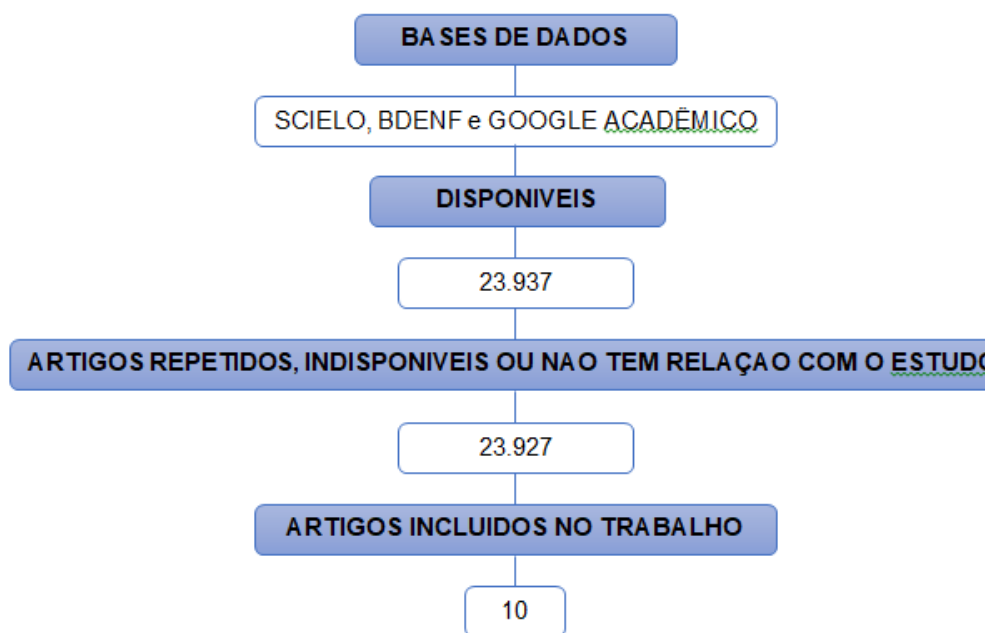 BASES DE DADOS
SCIELO, BDENF e GOOGLE ACADÊMICO
DISPONIVEIS
23.937
ARTIGOS REPETIDOS, INDISPONIVEIS OU NAO TEM RELAÇAO COM O ESTUDO
23.927
ARTIGOS INCLUIDOS NO TRABALHO
10